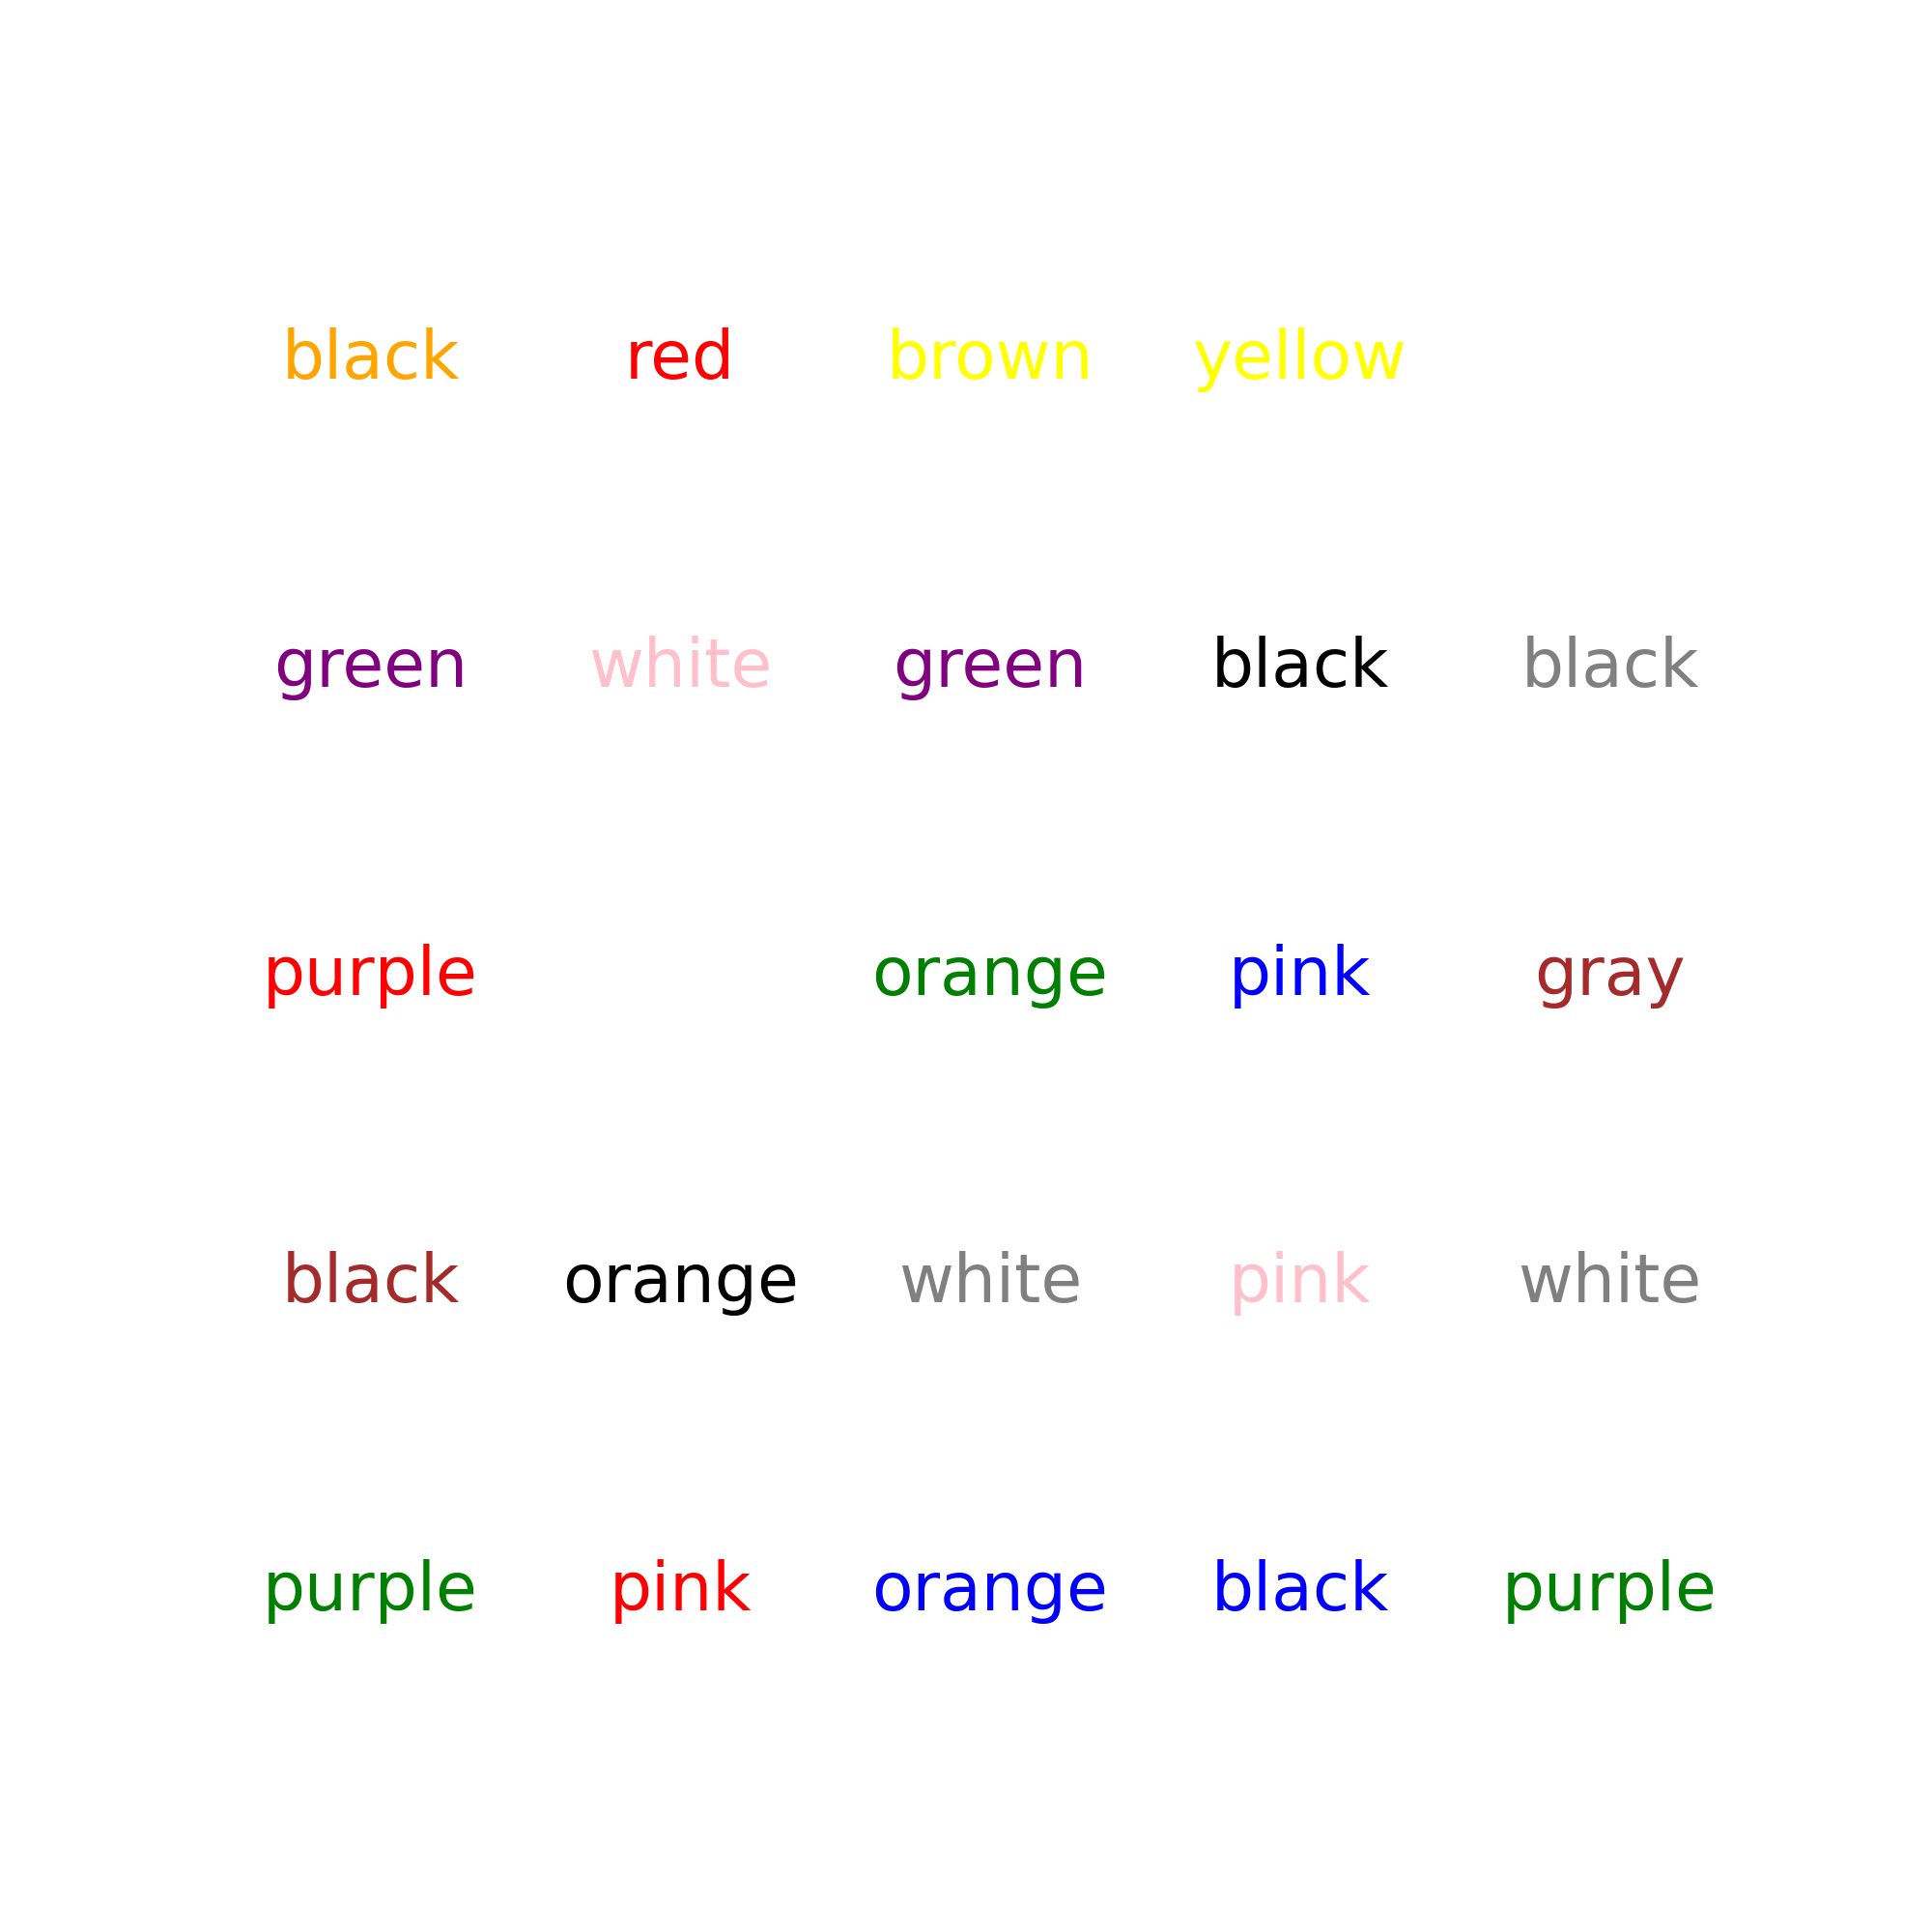 black red brown yellow
green white green black black
purple orange pink gray
black orange white pink white
purple pink orange black purple